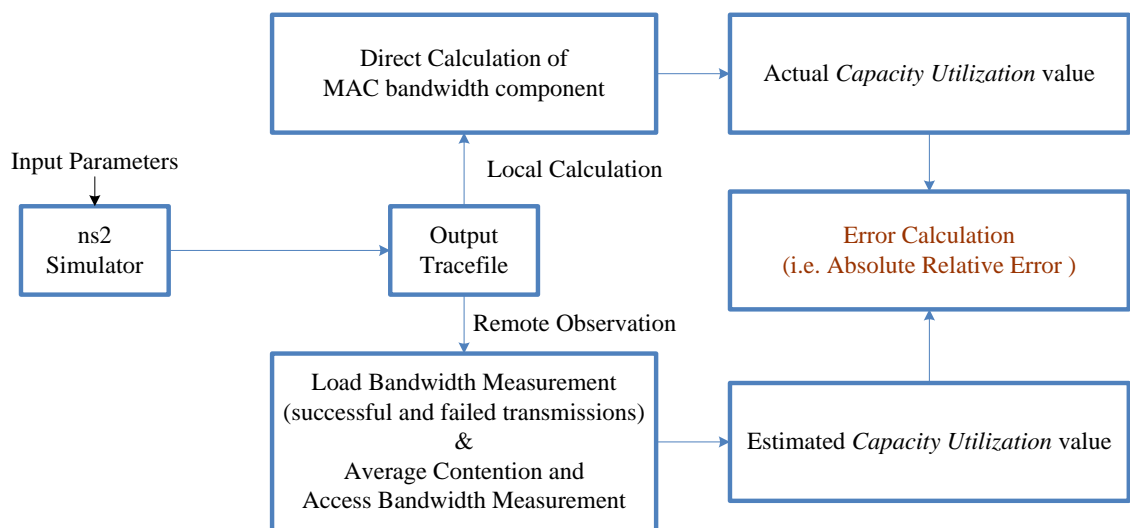 Direct Calculation of
MAC bandwidth component
Actual Capacity Utilization value
Input Parameters
Local Calculation
ns2
Simulator
Output
Tracefile
Error Calculation
(i.e. Absolute Relative Error )
Remote Observation
Load Bandwidth Measurement
(successful and failed transmissions)
&
Average Contention and
Access Bandwidth Measurement
Estimated Capacity Utilization value